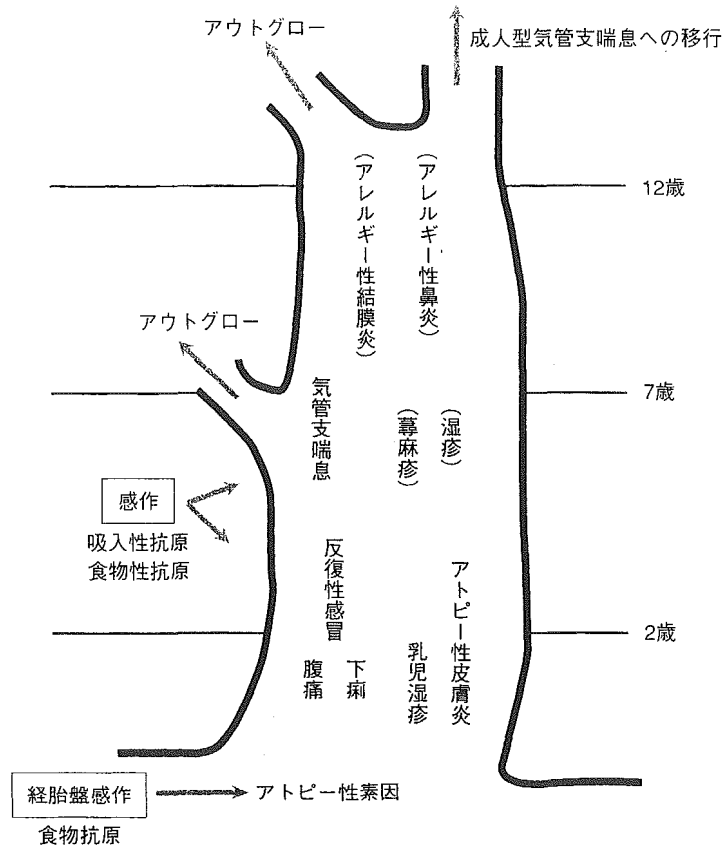 アウトグロー
成人型気管支喘息への移行
(アレルギー性結膜炎)
(アレルギー性鼻炎)
12歳
アウトグロー
7歳
気管支喘息
(蕁麻疹)
(湿疹)
感作
吸入性抗原
食物性抗原
反復性感冒
アトピー性皮膚炎
2歳
腹痛
下痢
乳児湿疹
経胎盤感作
アトピー性素因
食物抗原